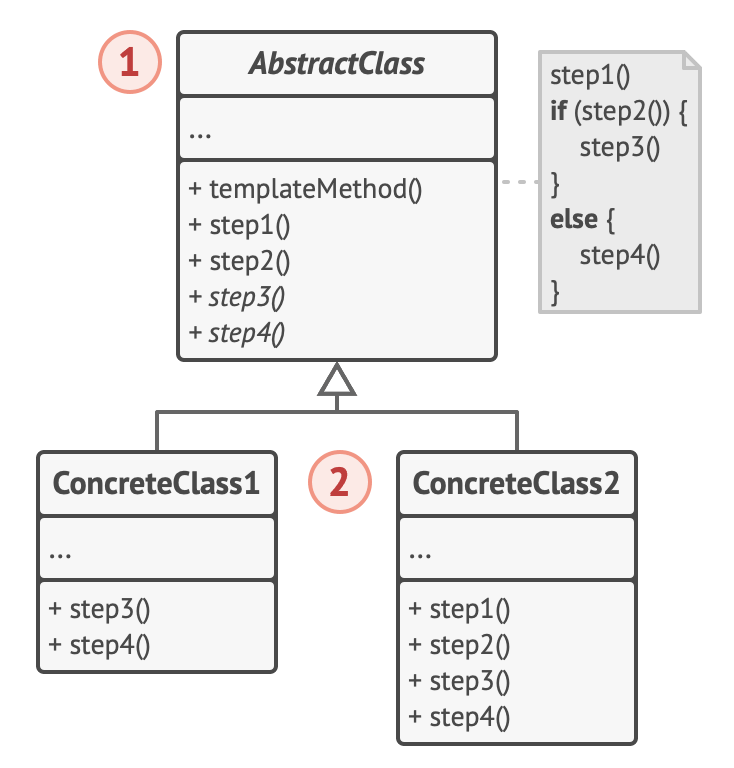 1
AbstractClass
...
+ templateMethod()
+ step1()
+ step2()
+ step3()
+ step4()
step1()
if (step2()) {
step3()
}
else {
step4()
}
ConcreteClass1
...
+ step3()
+ step4()
2
ConcreteClass2
...
+ step1()
+ step2()
+ step3()
+ step4()